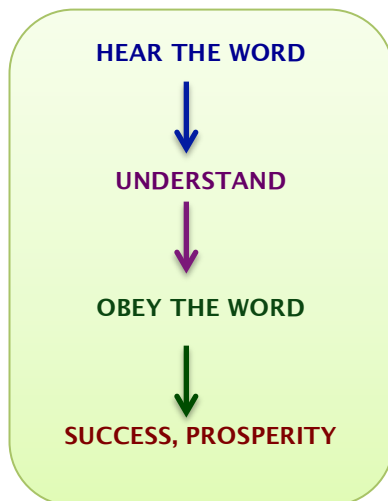 HEAR THE WORD
UNDERSTAND
OBEY THE WORD
SUCCESS, PROSPERITY